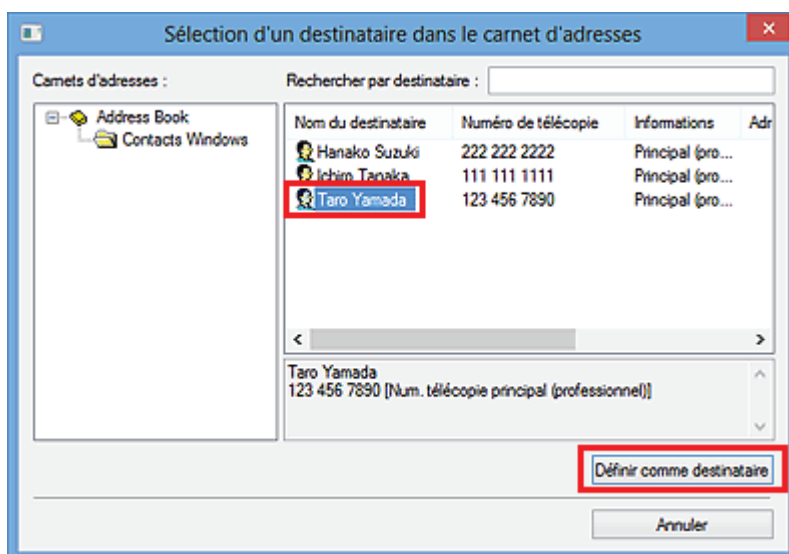 Sélection d'un destinataire dans le carnet d'adresses
Carnets d'adresses :
Rechercher par destinataire :
Address Book
Contacts Windows
Nom du destinataire Numéro de télécopie Informations Adr
Hanako Suzuki 222 222 2222 Principal (pro...
Ichiro Tanaka 111 111 1111 Principal (pro...
Taro Yamada 123 456 7890 Principal (pro...
Taro Yamada
123 456 7890 [Num. télécopie principal (professionnel)]
Définir comme destinataire
Annuler